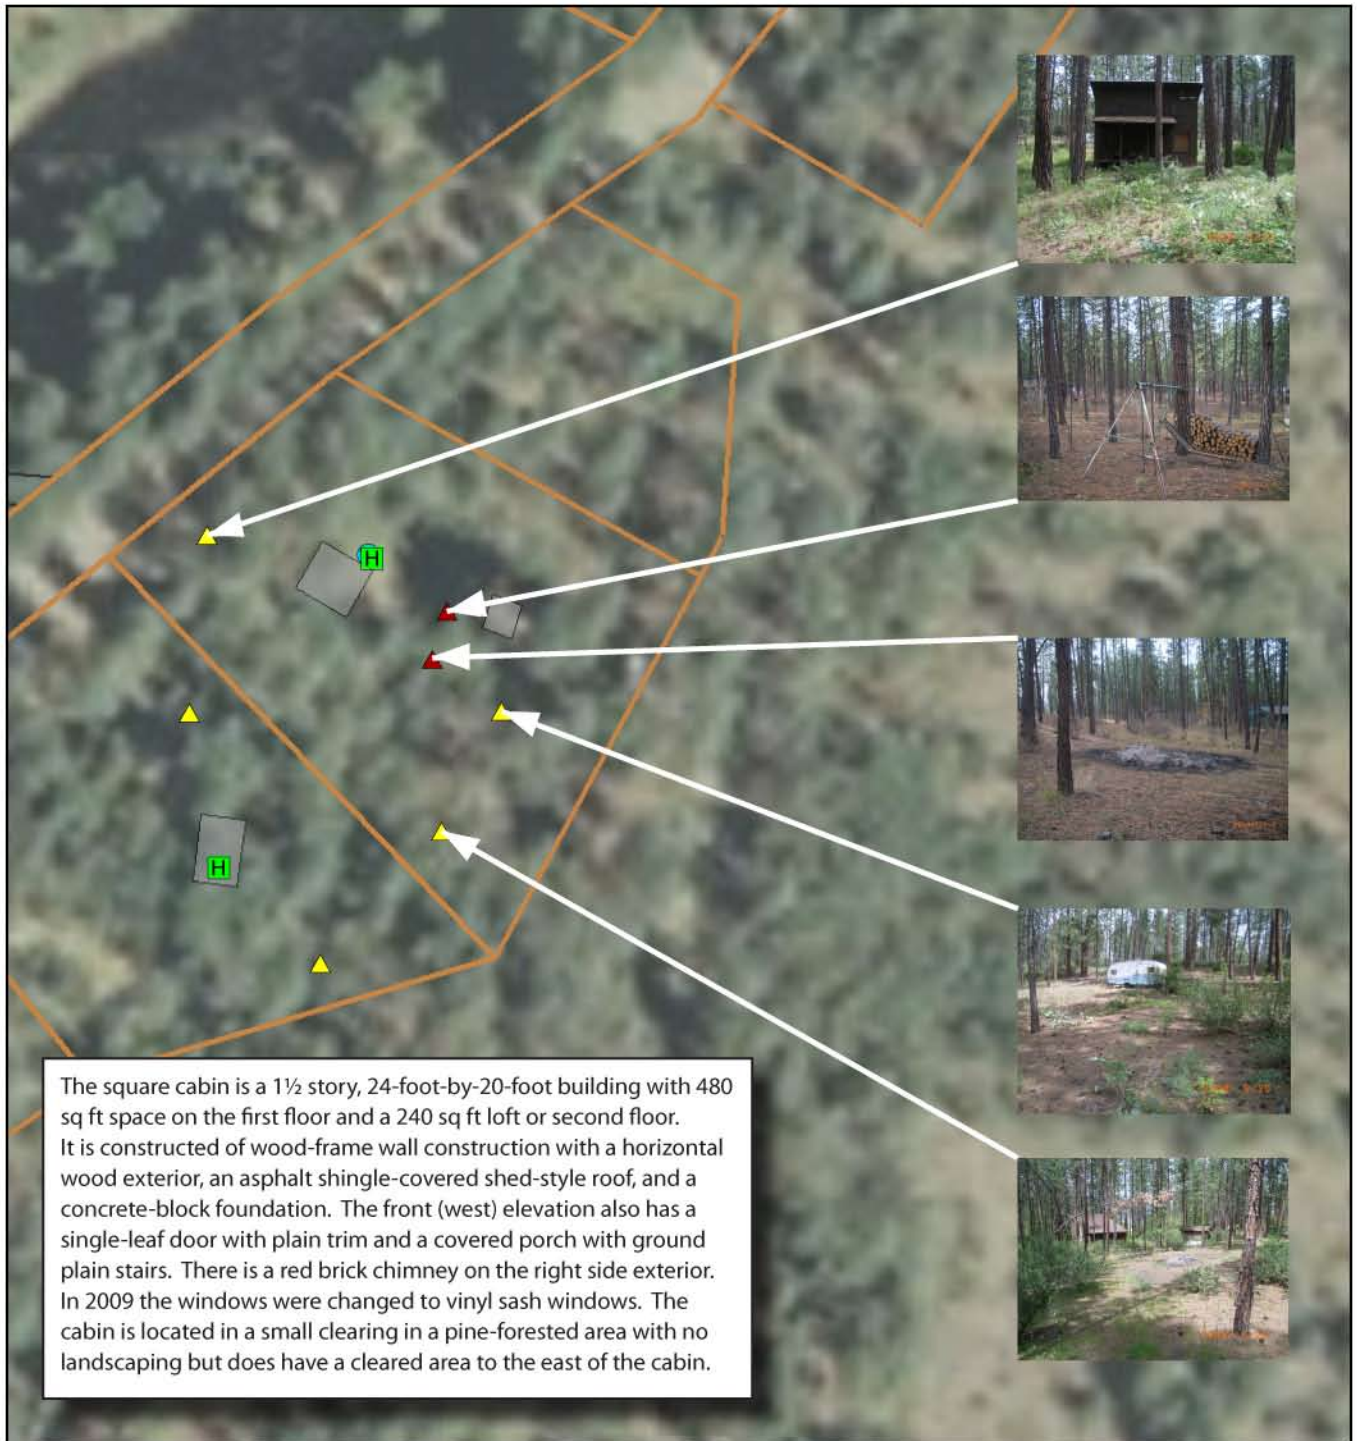 H
H
The square cabin is a 1½ story, 24-foot-by-20-foot building with 480
sq ft space on the first floor and a 240 sq ft loft or second floor.
It is constructed of wood-frame wall construction with a horizontal
wood exterior, an asphalt shingle-covered shed-style roof, and a
concrete-block foundation. The front (west) elevation also has a
single-leaf door with plain trim and a covered porch with ground
plain stairs. There is a red brick chimney on the right side exterior.
In 2009 the windows were changed to vinyl sash windows. The
cabin is located in a small clearing in a pine-forested area with no
landscaping but does have a cleared area to the east of the cabin.